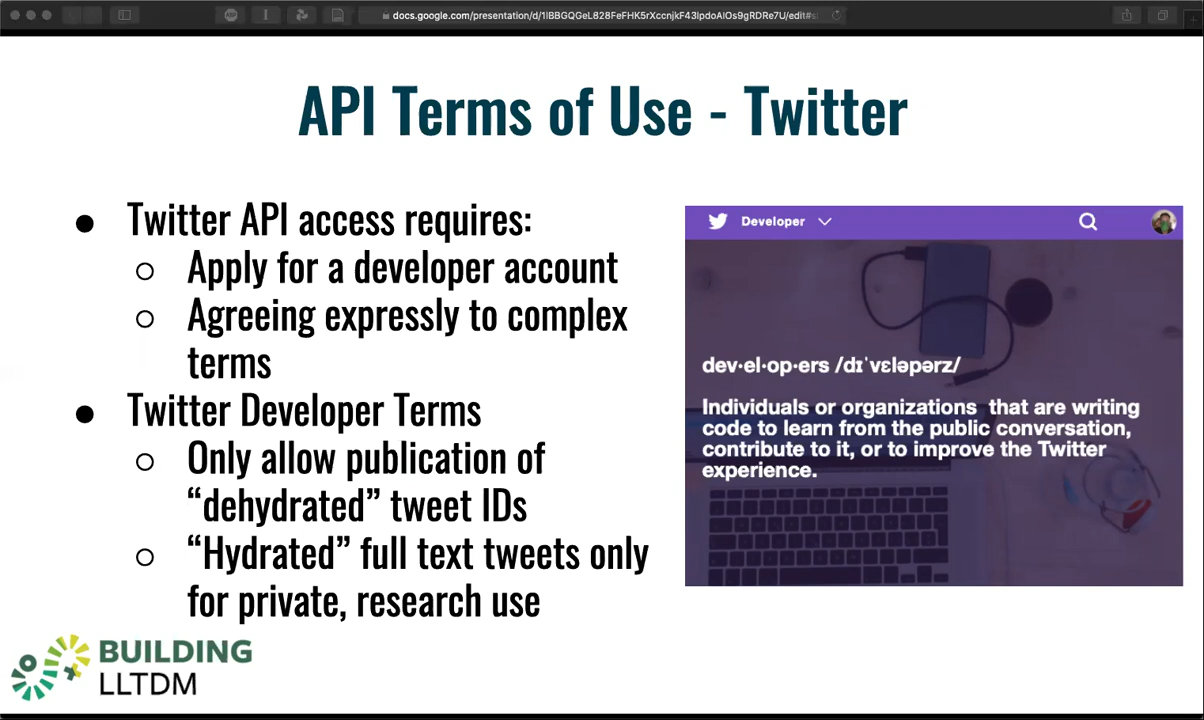 docs.google.com/presentation/d/1IBBGQGeL828FeFHK5rXccnjkF43lpdoAlOs9gRDRe7U/edit#s
API Terms of Use - Twitter
● Twitter API access requires:
○ Apply for a developer account
○ Agreeing expressly to complex
terms
● Twitter Developer Terms
○ Only allow publication of
“dehydrated” tweet IDs
○ “Hydrated” full text tweets only
for private, research use
Developer
dev·el·op·ers /dɪˈvɛləpərz/
Individuals or organizations that are writing
code to learn from the public conversation,
contribute to it, or to improve the Twitter
experience.
BUILDING
LLTDM